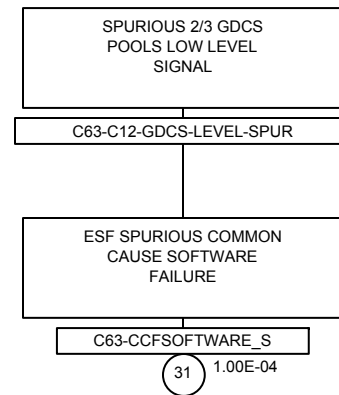 SPURIOUS 2/3 GDCS
POOLS LOW LEVEL
SIGNAL
C63-C12-GDCS-LEVEL-SPUR
ESF SPURIOUS COMMON
CAUSE SOFTWARE
FAILURE
C63-CCFSOFTWARE_S
31 1.00E-04